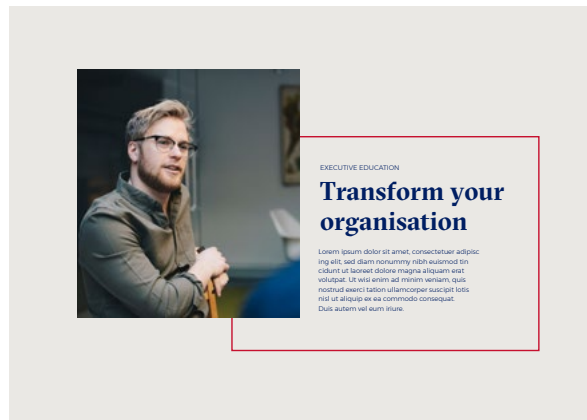 EXECUTIVE EDUCATION
Transform your
organisation
Lorem ipsum dolor sit amet, consectetuer adipisc
ing elit, sed diam nonummy nibh euismod tin
cidunt ut laoreet dolore magna aliquam erat
volutpat. Ut wisi enim ad minim veniam, quis
nostrud exerci tation ullamcorper suscipit lotis
nisl ut aliquip ex ea commodo consequat.
Duis autem vel eum iriure.